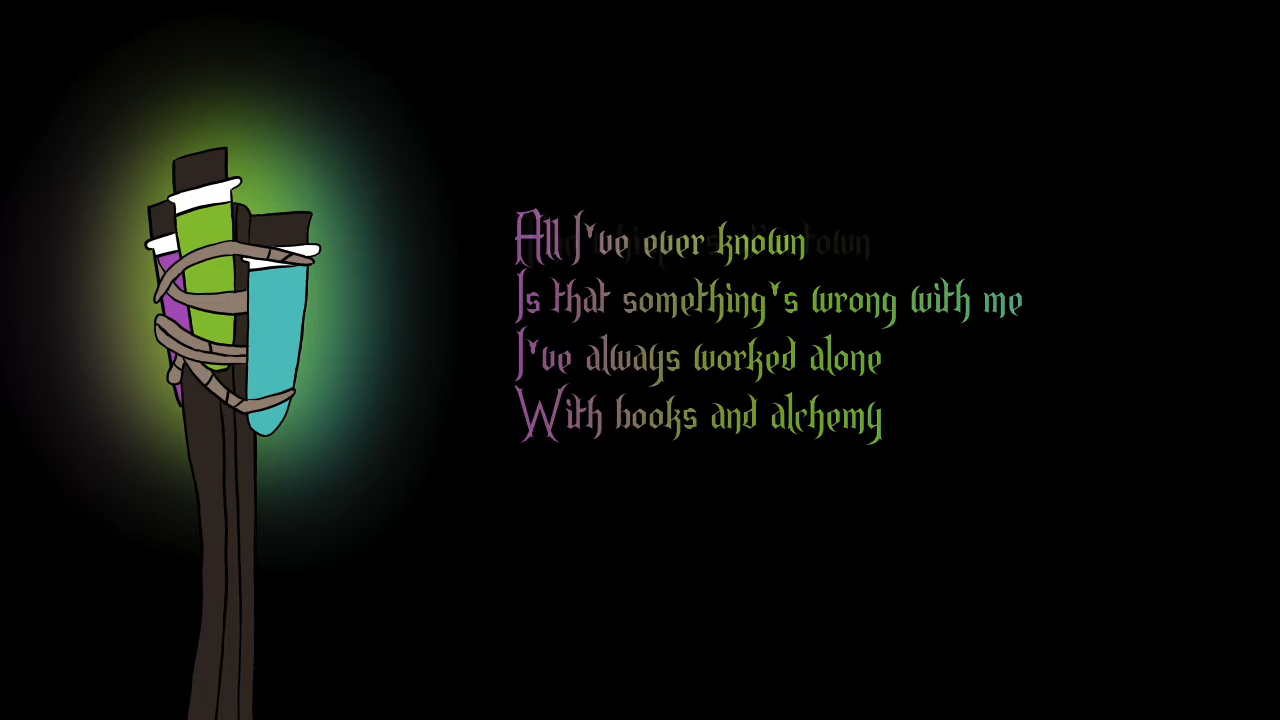 All I've ever known
Is that something's wrong with me
I've always worked alone
With books and alchemy